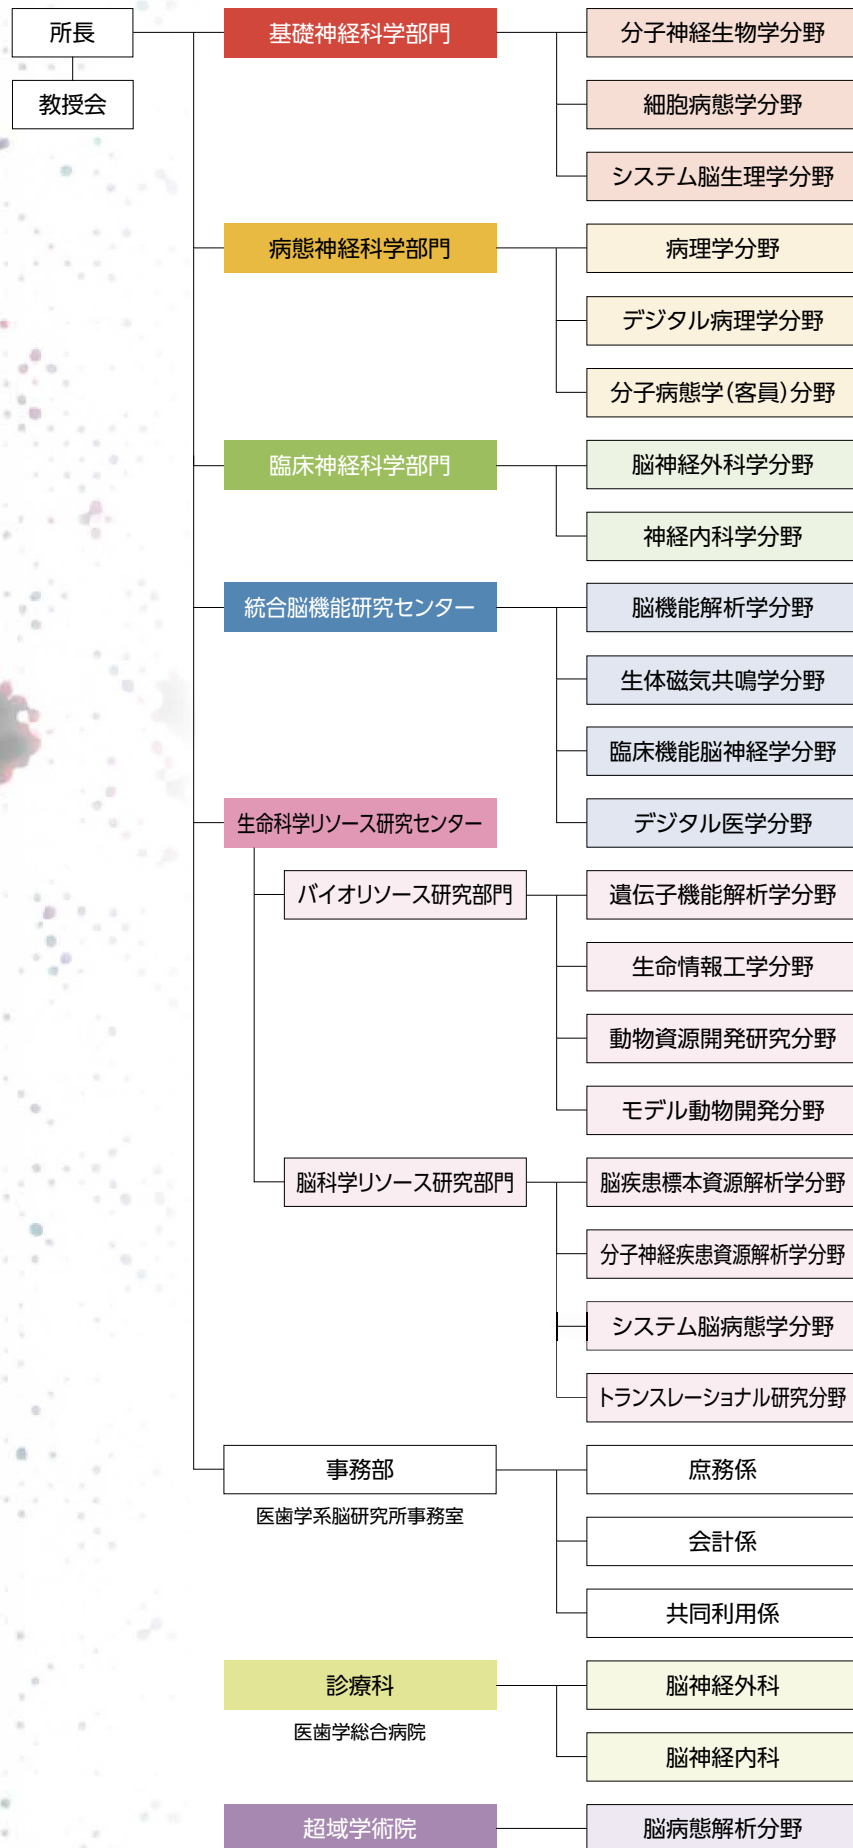 所長
教授会
基礎神経科学部門
分子神経生物学分野
細胞病態学分野
システム脳生理学分野
病態神経科学部門
病理学分野
デジタル病理学分野
分子病態学(客員)分野
臨床神経科学部門
脳神経外科学分野
神経内科学分野
統合脳機能研究センター
脳機能解析学分野
生体磁気共鳴学分野
臨床機能脳神経学分野
デジタル医学分野
生命科学リソース研究センター
バイオリソース研究部門
遺伝子機能解析学分野
生命情報工学分野
動物資源開発研究分野
モデル動物開発分野
脳科学リソース研究部門
脳疾患標本資源解析学分野
分子神経疾患資源解析学分野
システム脳病態学分野
トランスレーショナル研究分野
事務部
医歯学系脳研究所事務室
庶務係
会計係
共同利用係
診療科
医歯学総合病院
脳神経外科
脳神経内科
超域学術院
脳病態解析分野